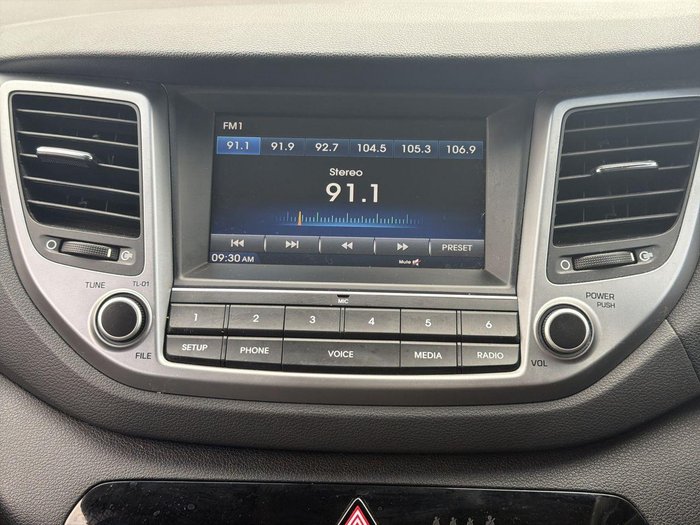 FM1
91.1 91.9 92.7 104.5 105.3 106.9
Stereo
91.1
PRESET
09:30 AM Mute
MIC
TUNE TL-01
FILE
1 2 3 4 5 6
SETUP PHONE VOICE MEDIA RADIO
POWER
PUSH
VOL